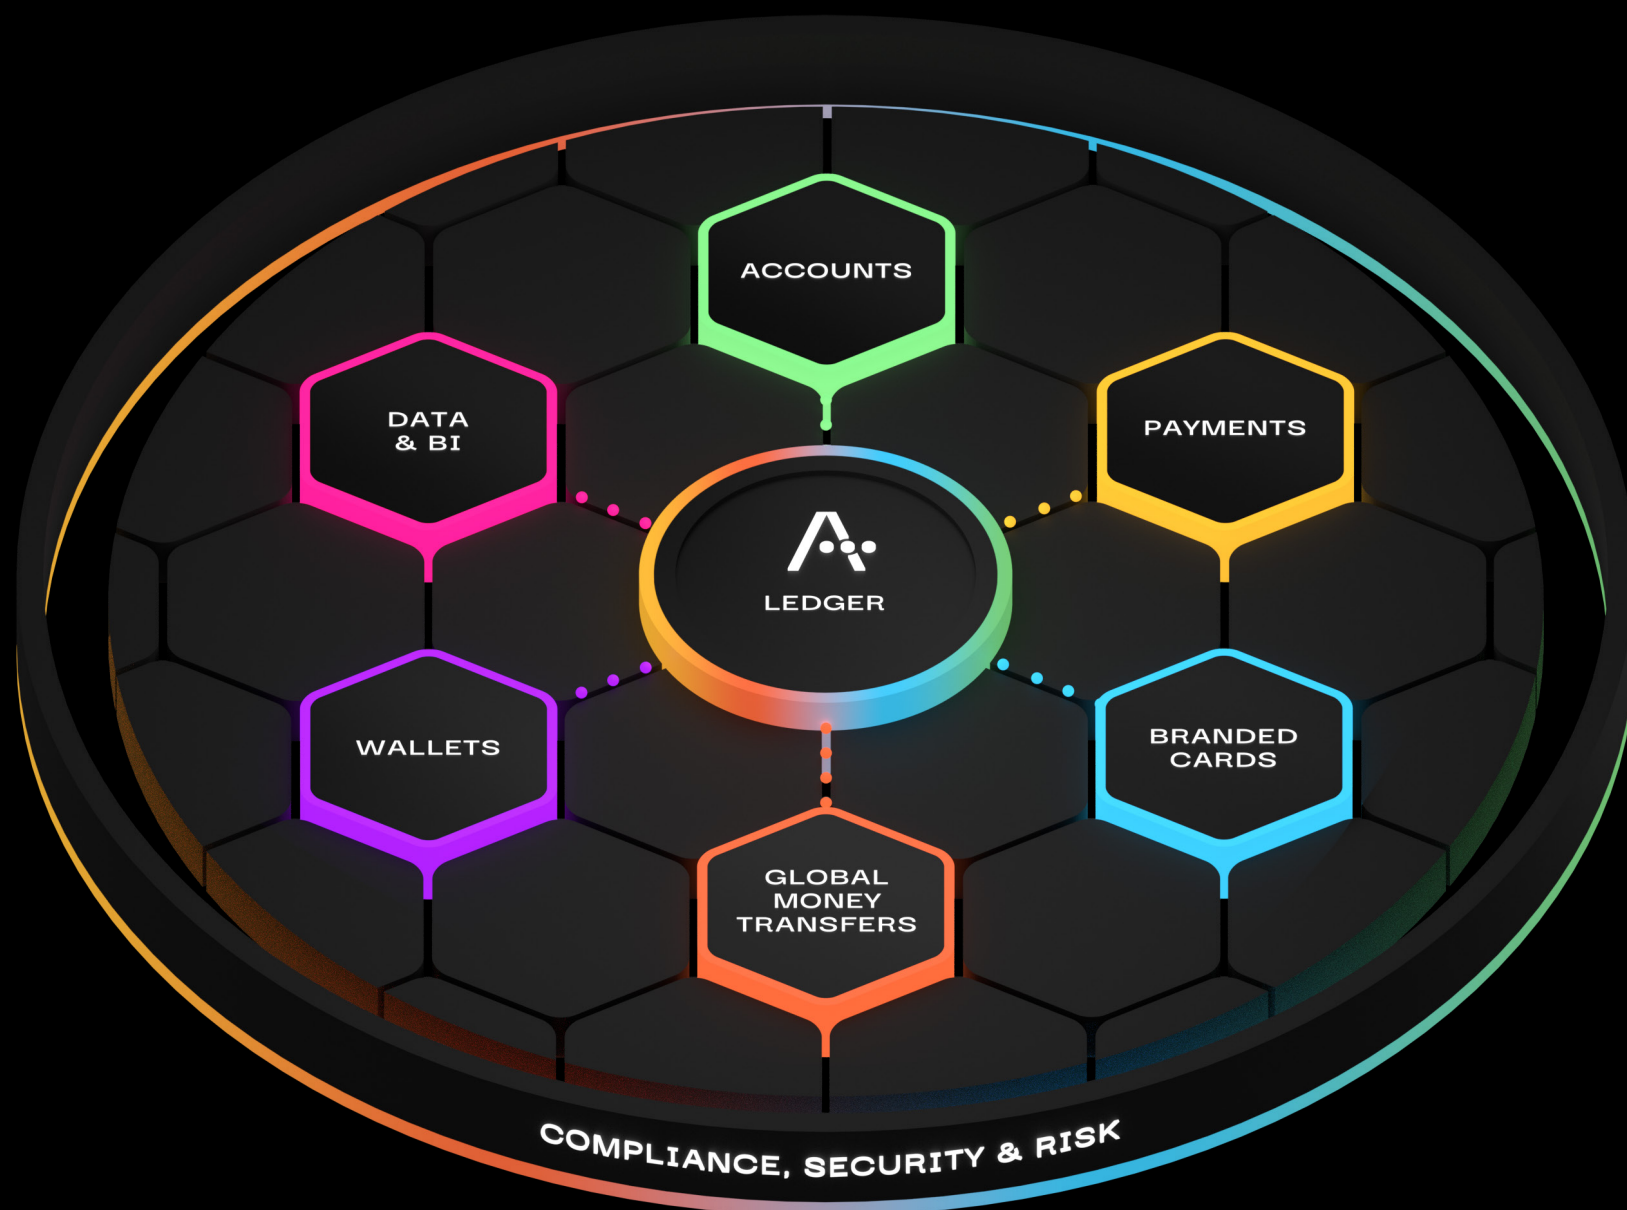 ACCOUNTS
DATA
& BI
PAYMENTS
LEDGER
WALLETS
BRANDED
CARDS
GLOBAL
MONEY
TRANSFERS
COMPLIANCE, SECURITY & RISK